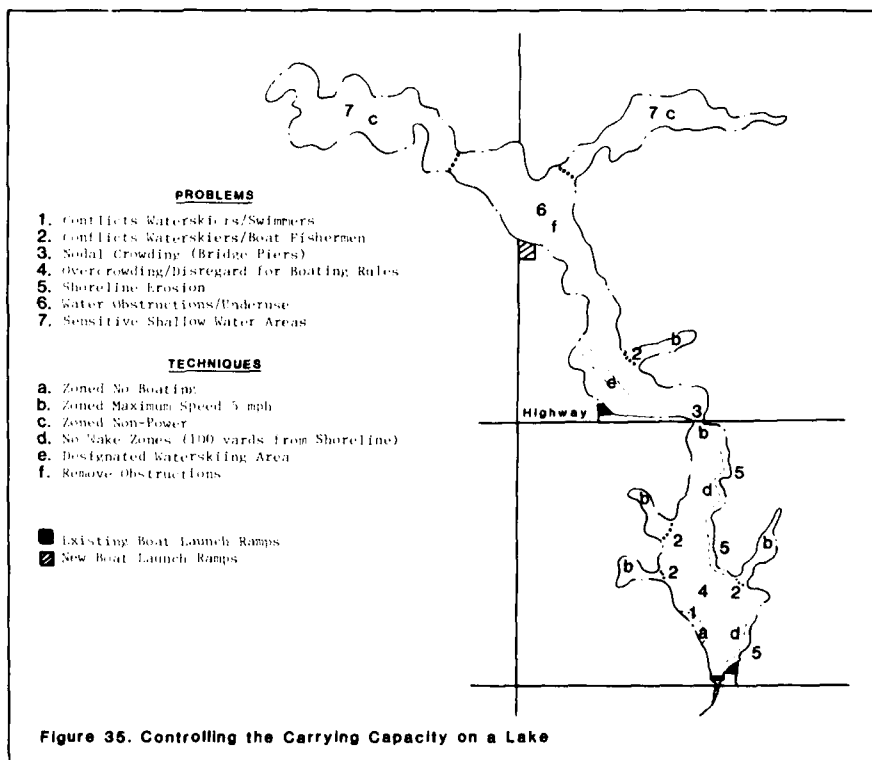 PROBLEMS
1. Conflicts Waterskiers/Swimmers
2. Conflicts Waterskiers/Boat Fishermen
3. Nodal Crowding (Bridge Piers)
4. Overcrowding/Disregard for Boating Rules
5. Shoreline Erosion
6. Water Obstructions/Underuse
7. Sensitive Shallow Water Areas
TECHNIQUES
a. Zoned No Boating
b. Zoned Maximum Speed 5 mph
c. Zoned Non-Power
d. No Wake Zones (100 yards from Shoreline)
e. Designated Waterskiing Area
f. Remove Obstructions
Existing Boat Launch Ramps
New Boat Launch Ramps
7 c
7 c
6
f
2
b
e
Highway
3
b
5
b
d
2
5
b
b
2
4
2
1
a
d
5
Figure 35. Controlling the Carrying Capacity on a Lake